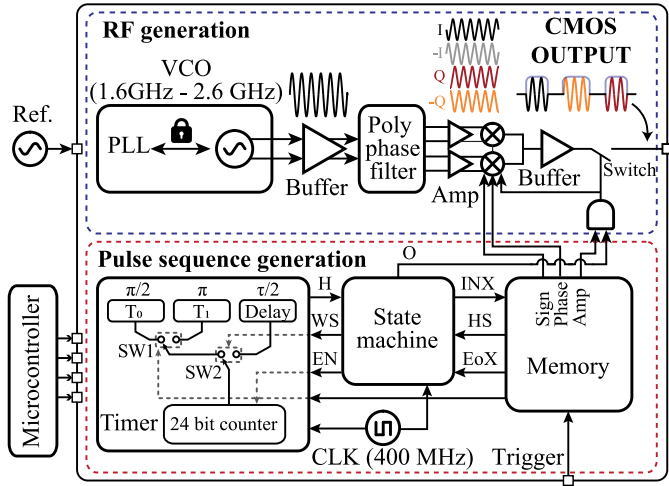 RF generation
CMOS
OUTPUT
I
-I
Q
-Q
VCO
(1.6GHz - 2.6 GHz)
Ref.
PLL
Buffer
Poly
phase
filter
Amp
Buffer
Switch
Pulse sequence generation
O
π/2
π
τ/2
T₀
T₁
Delay
SW1
SW2
Timer
24 bit counter
H
WS
EN
State
machine
INX
HS
EoX
Sign
Phase
Amp
Memory
Microcontroller
CLK (400 MHz)
Trigger